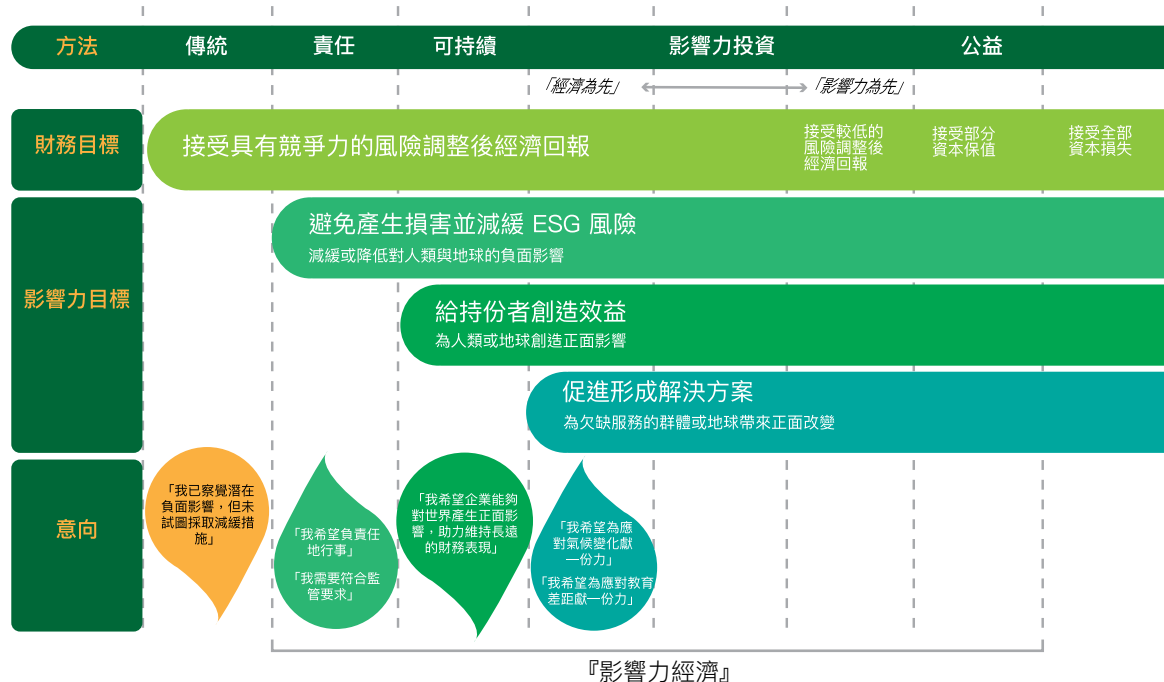 方法
傳統
責任
可持續
影響力投資
公益
「經濟為先」
「影響力為先」
財務目標
接受具有競爭力的風險調整後經濟回報
接受較低的
風險調整後
經濟回報
接受部分
資本保值
接受全部
資本損失
影響力目標
避免產生損害並減緩 ESG 風險
減緩或降低對人類與地球的負面影響
給持份者創造效益
為人類或地球創造正面影響
促進形成解決方案
為欠缺服務的群體或地球帶來正面改變
意向
「我已察覺潛在
負面影響，但未
試圖採取減緩措
施」
「我希望負責任
地行事」
「我需要符合監
管要求」
「我希望企業能夠
對世界產生正面影
響，助力維持長遠
的財務表現」
「我希望為應
對氣候變化獻
一份力」
「我希望為應對教育
差距獻一份力」
『影響力經濟』